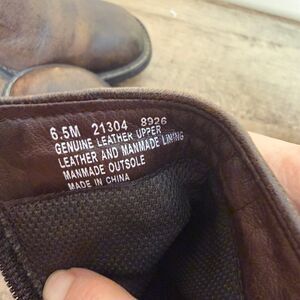 6.5M 21304 8926
GENUINE LEATHER UPPER
LEATHER AND MANMADE LINING
MANMADE OUTSOLE
MADE IN CHINA